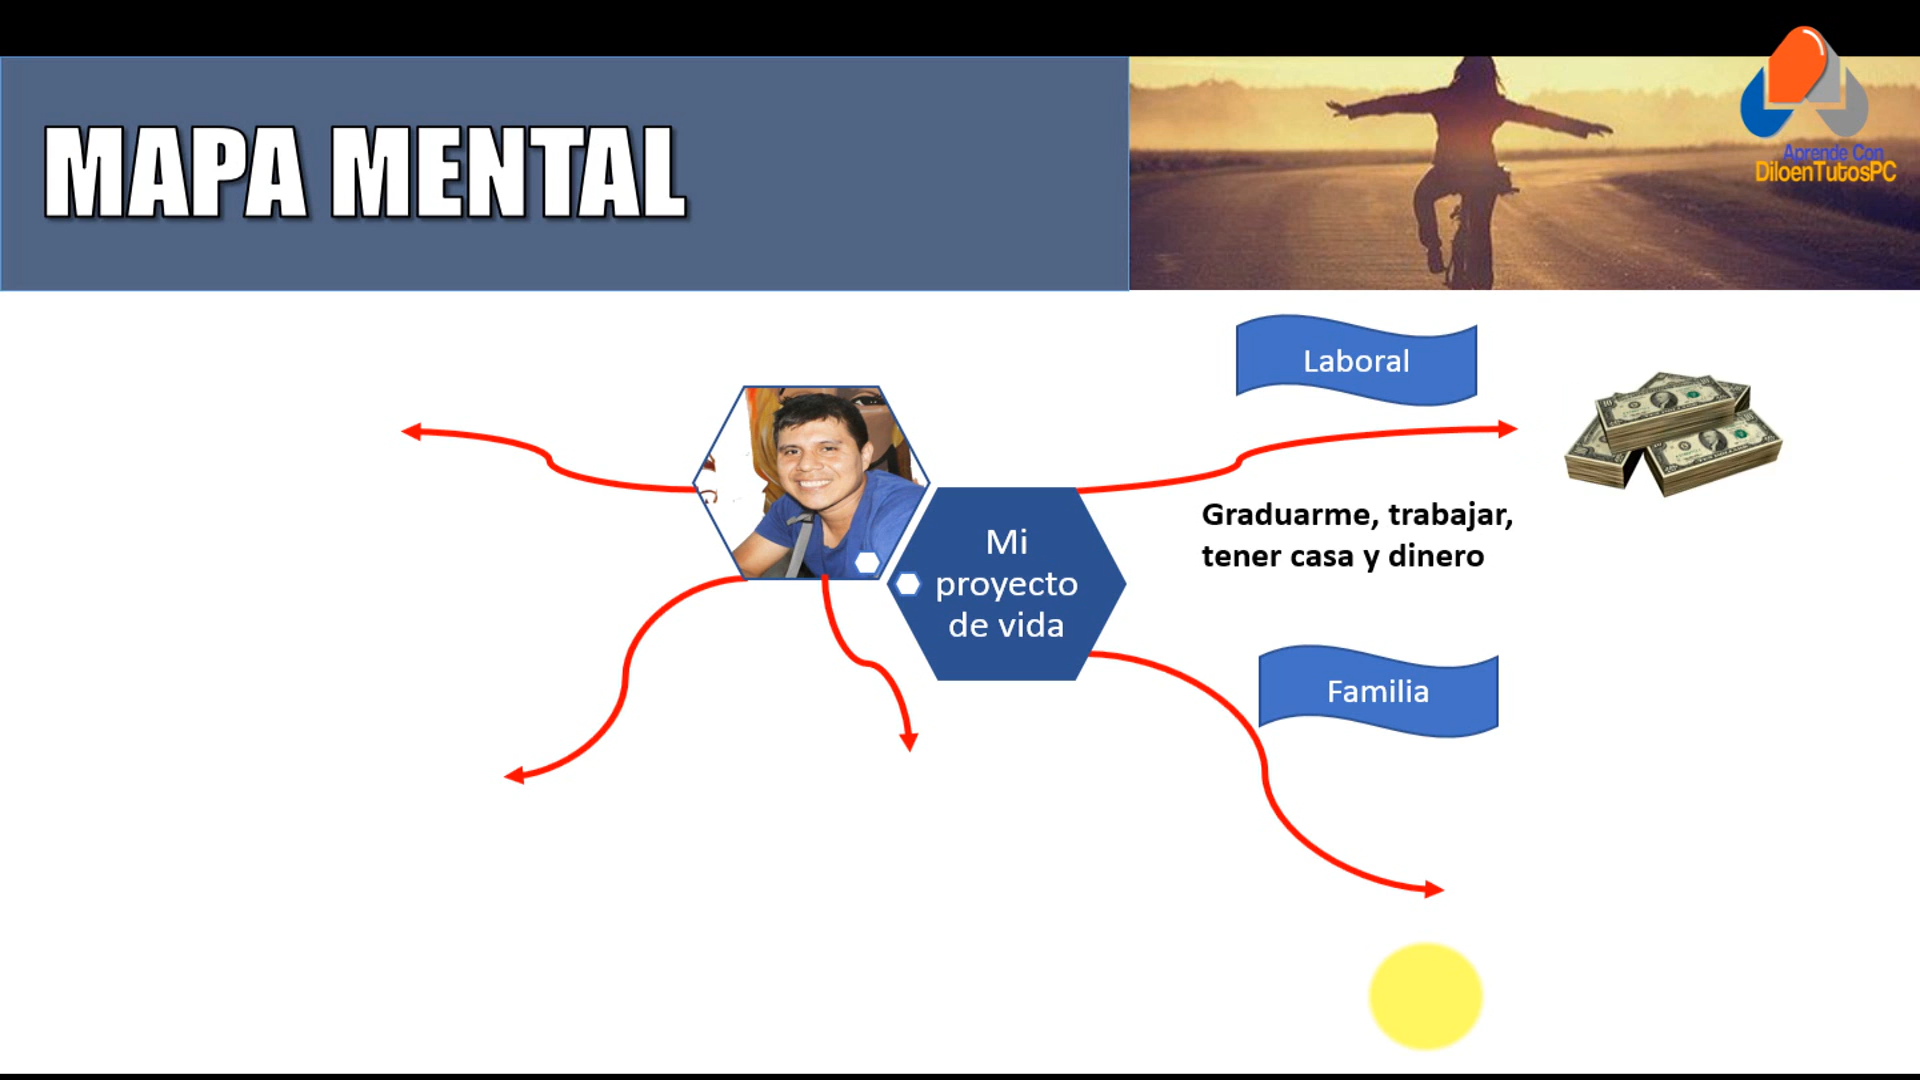 MAPA MENTAL
Aprende Con
DiloenTutosPC
Laboral
Mi
proyecto
de vida
Graduarme, trabajar,
tener casa y dinero
Familia